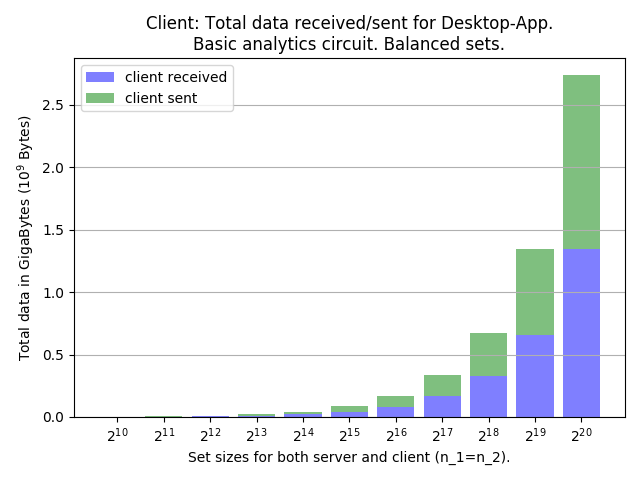 Client: Total data received/sent for Desktop-App.
Basic analytics circuit. Balanced sets.
client received
client sent
Total data in GigaBytes (10⁹ Bytes)
2.5
2.0
1.5
1.0
0.5
0.0
2¹⁰ 2¹¹ 2¹² 2¹³ 2¹⁴ 2¹⁵ 2¹⁶ 2¹⁷ 2¹⁸ 2¹⁹ 2²⁰
Set sizes for both server and client (n_1=n_2).